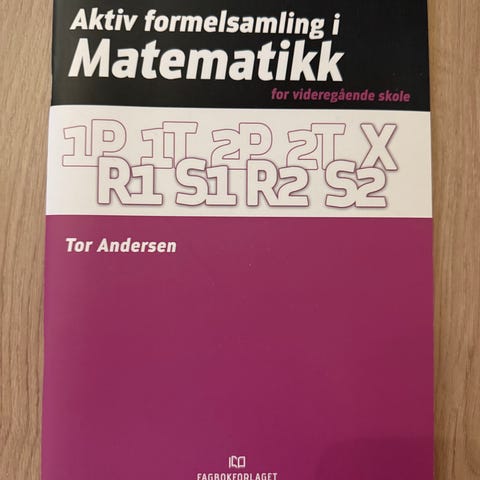 Aktiv formelsamling i
Matematikk
for videregående skole
1P 1T 2P 2T X
R1 S1 R2 S2
Tor Andersen
FAGBOKFORLAGET